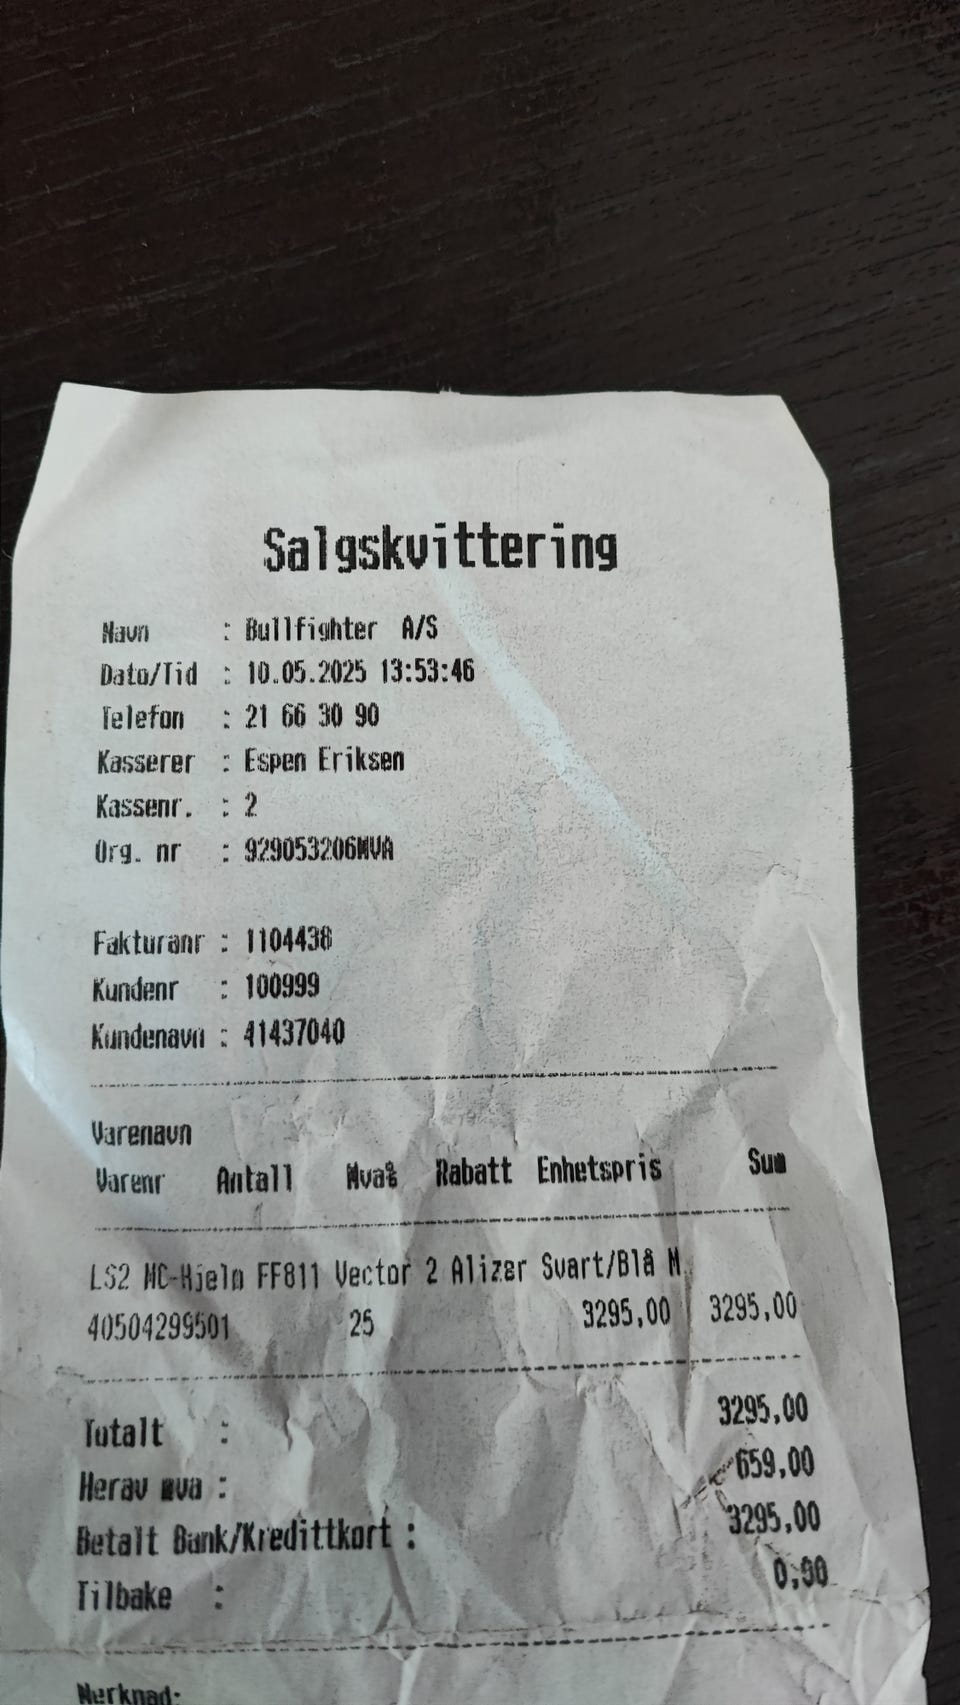 Salgskvittering
Navn : Bullfighter A/S
Dato/Tid : 10.05.2025 13:53:46
Telefon : 21 66 30 90
Kasserer : Espen Eriksen
Kassenr. : 2
Org. nr : 929053206MVA
Fakturanr : 1104438
Kundenr : 100999
Kundenavn : 41437040
Varenavn
Varenr Antall Mva% Rabatt Enhetspris Sum
LS2 MC-Hjelm FF811 Vector 2 Alizer Svart/Blå M
40504299501 25 3295,00 3295,00
Totalt : 3295,00
Herav mva : 659,00
Betalt Bank/Kredittkort : 3295,00
Tilbake : 0,00
Merknad: